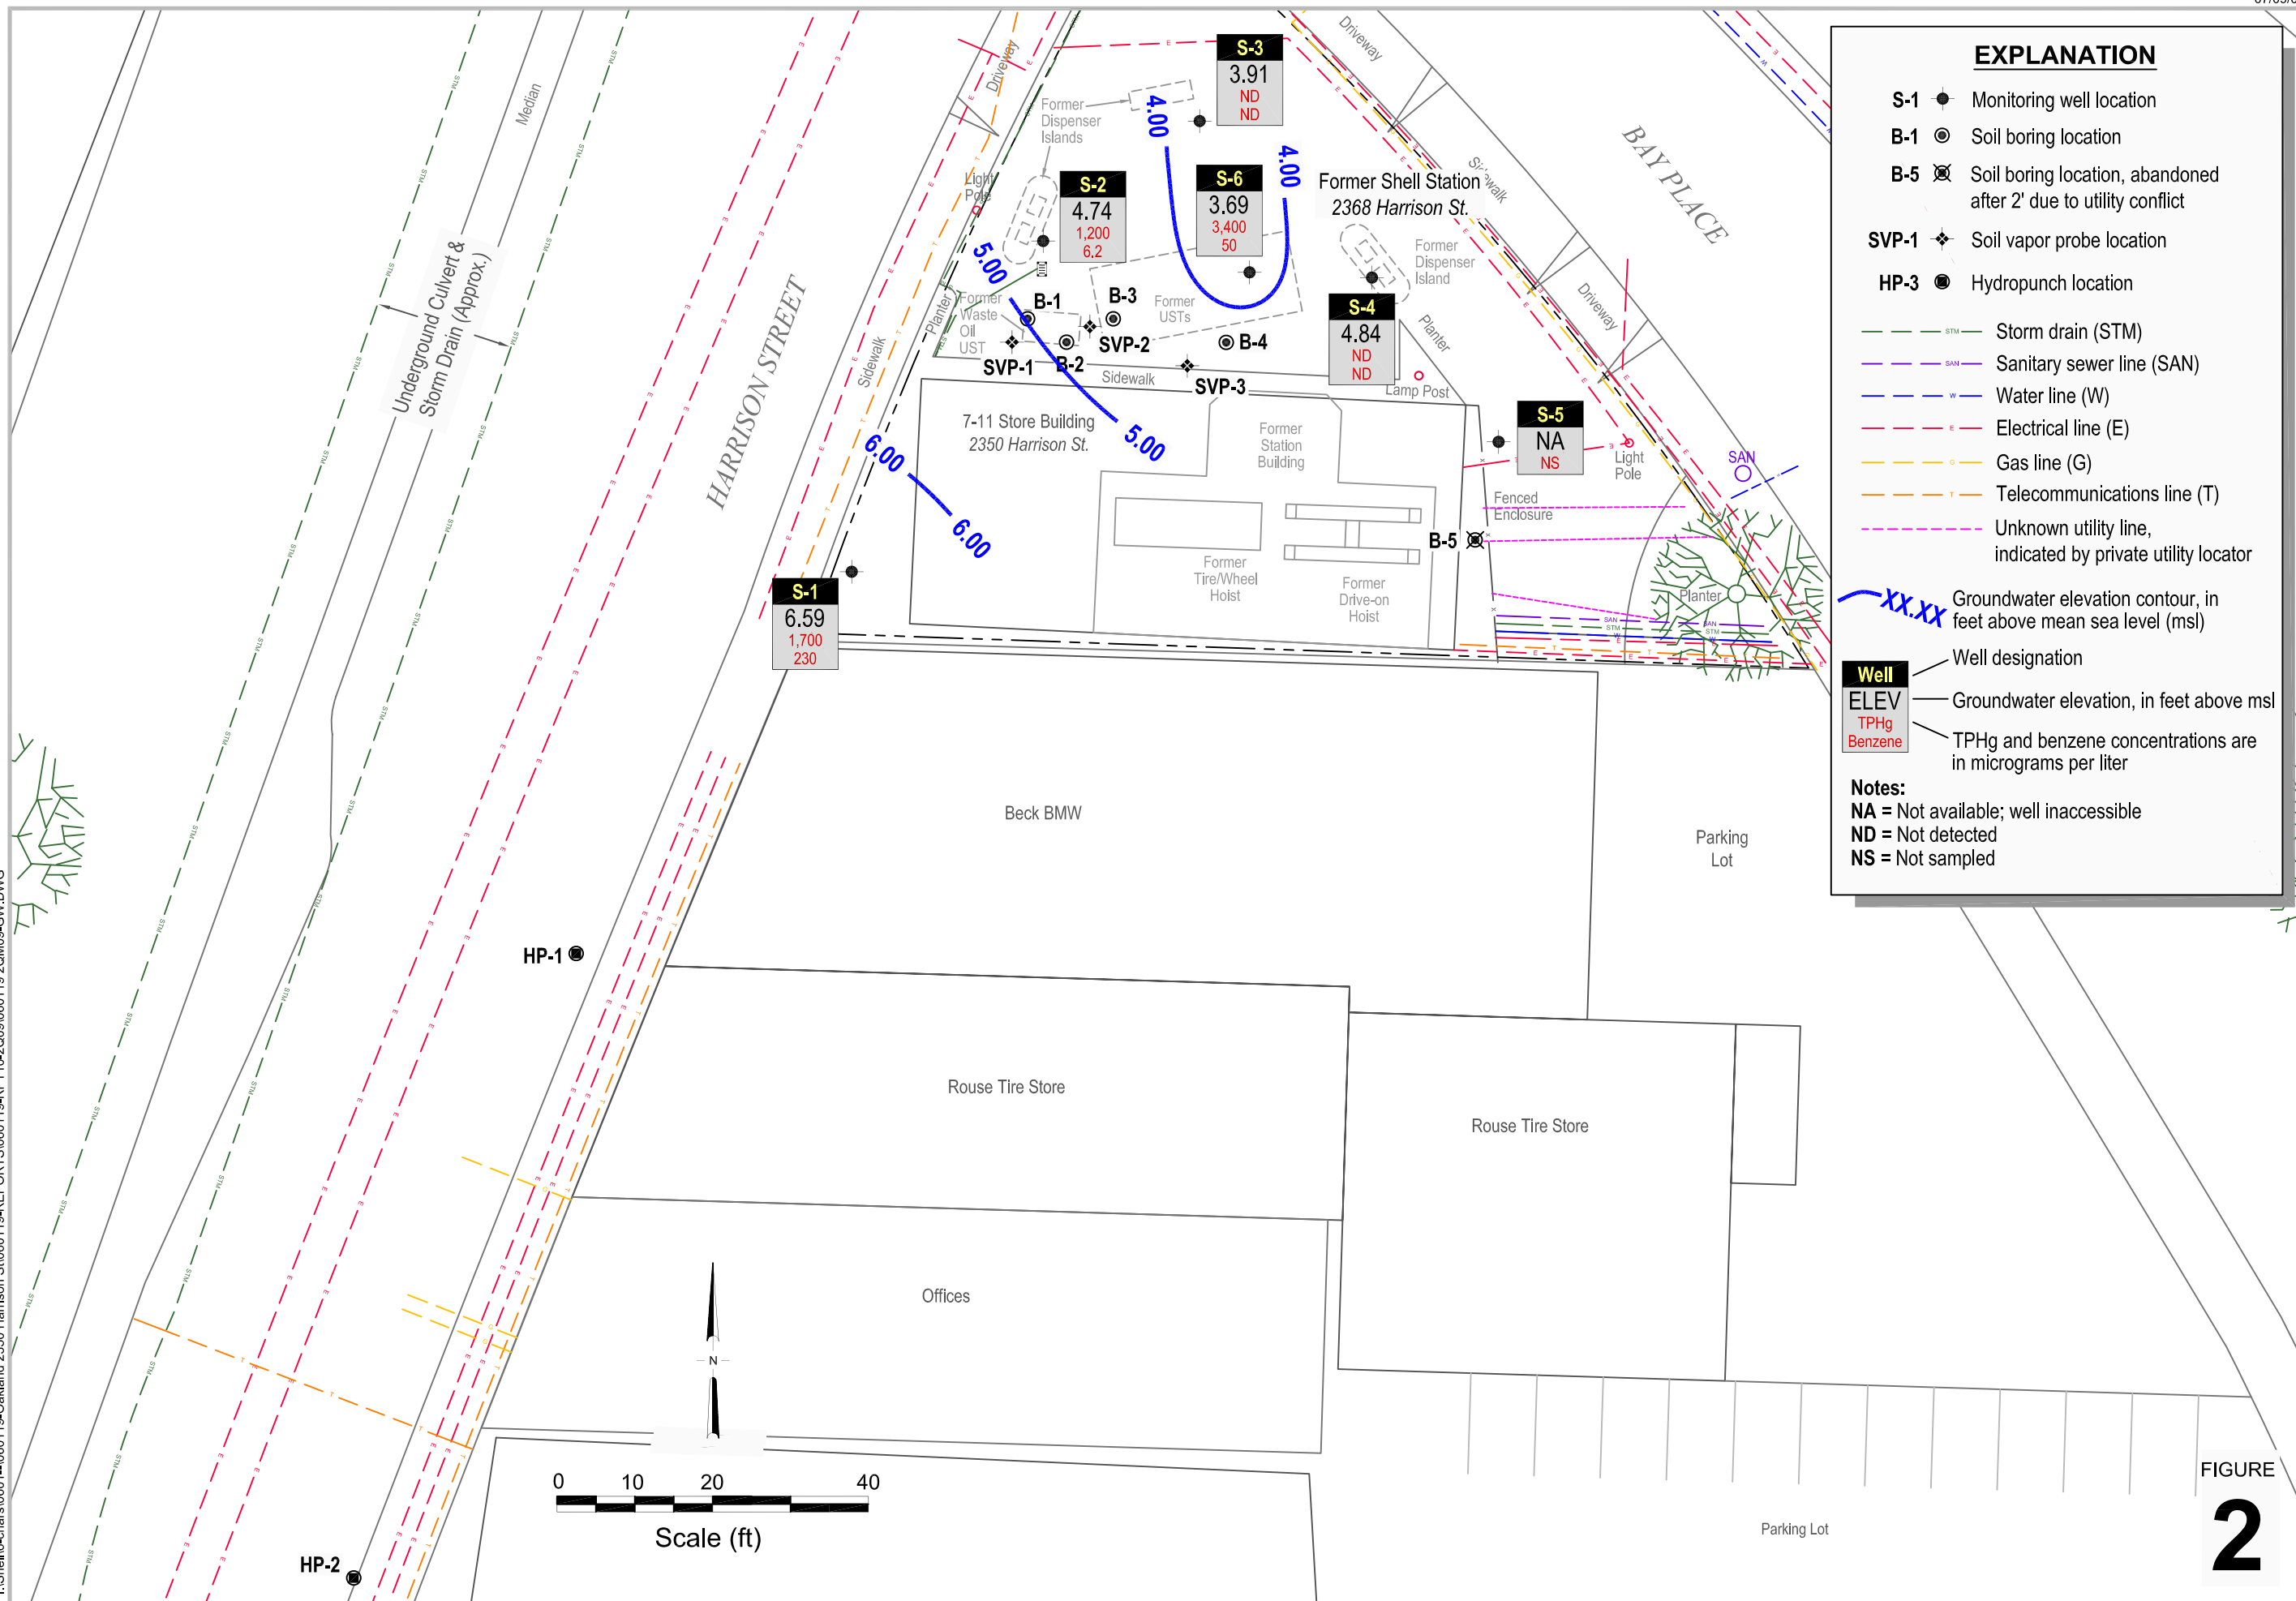 EXPLANATION
S-1 Monitoring well location
B-1 Soil boring location
B-5 Soil boring location, abandoned
after 2' due to utility conflict
SVP-1 Soil vapor probe location
HP-3 Hydropunch location
STM Storm drain (STM)
SAN Sanitary sewer line (SAN)
W Water line (W)
E Electrical line (E)
G Gas line (G)
T Telecommunications line (T)
Unknown utility line,
indicated by private utility locator
XX.XX
Groundwater elevation contour, in
feet above mean sea level (msl)
Well
ELEV
TPHg
Benzene
Well designation
Groundwater elevation, in feet above msl
TPHg and benzene concentrations are
in micrograms per liter
Notes:
NA = Not available; well inaccessible
ND = Not detected
NS = Not sampled
Median
Underground Culvert &
Storm Drain (Approx.)
HARRISON STREET
Sidewalk
Driveway
Former
Dispenser
Islands
Light
Pole
S-3
3.91
ND
ND
S-2
4.74
1,200
6.2
S-6
3.69
3,400
50
4.00
4.00
Former Shell Station
2368 Harrison St.
Driveway
Sidewalk
BAY PLACE
Driveway
Former
Dispenser
Island
S-4
4.84
ND
ND
Planter
Lamp Post
5.00
Planter
Former
Waste
Oil
UST
B-1
B-3
Former
USTs
SVP-1
B-2
SVP-2
B-4
SVP-3
Sidewalk
7-11 Store Building
2350 Harrison St.
5.00
6.00
6.00
Former
Station
Building
Former
Tire/Wheel
Hoist
Former
Drive-on
Hoist
S-5
NA
NS
Light
Pole
SAN
Fenced
Enclosure
B-5
Planter
SAN
STM
W
S-1
6.59
1,700
230
Beck BMW
Parking
Lot
HP-1
Rouse Tire Store
Rouse Tire Store
Offices
N
0 10 20 40
Scale (ft)
HP-2
Parking Lot
FIGURE
2